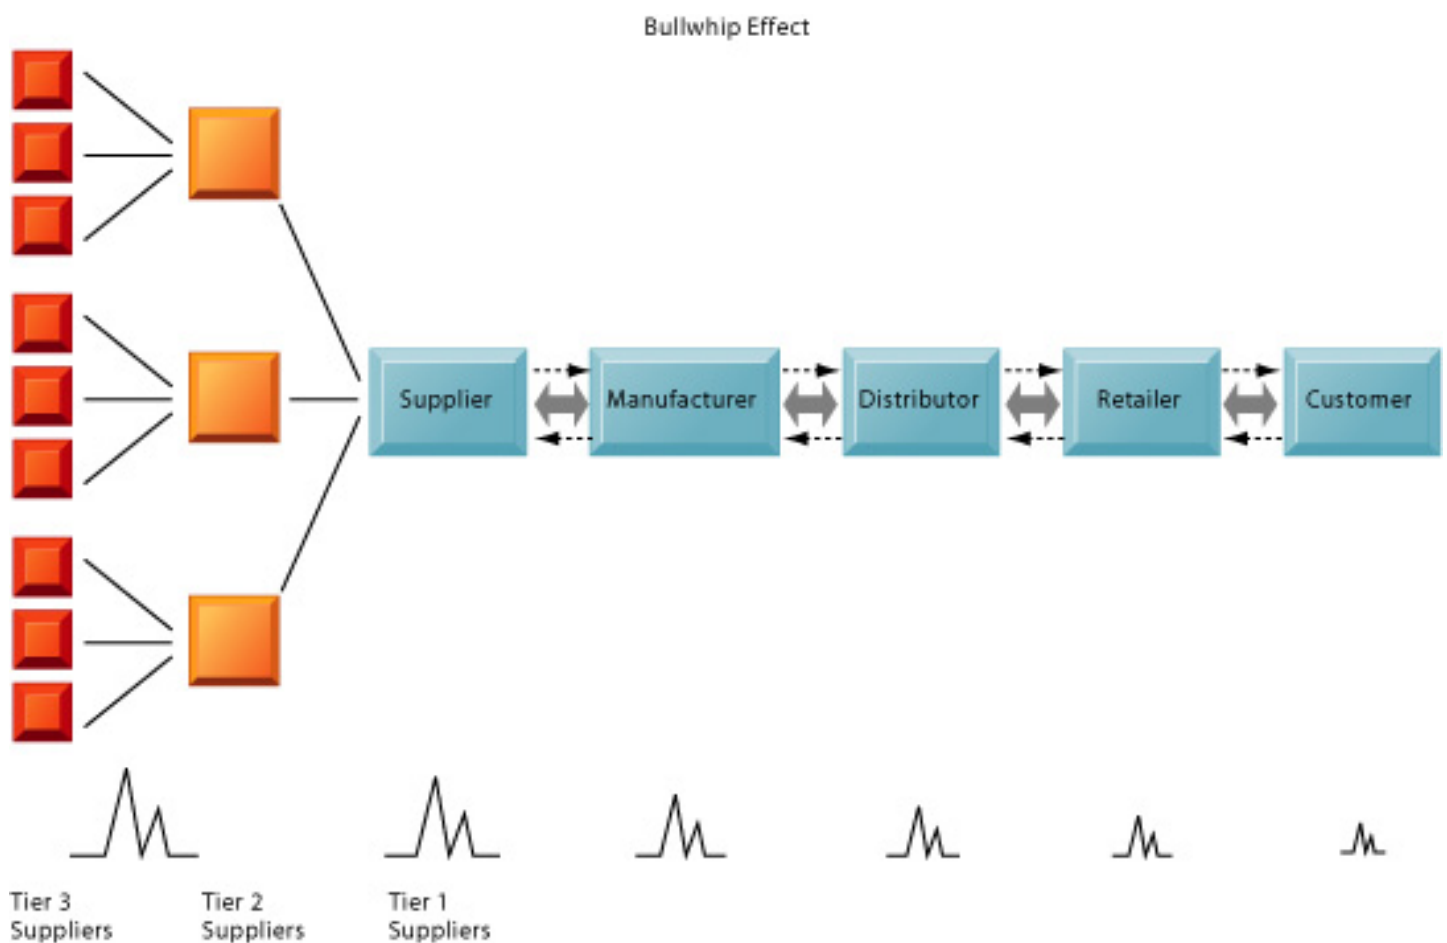 Bullwhip Effect
Supplier
Manufacturer
Distributor
Retailer
Customer
Tier 3
Suppliers
Tier 2
Suppliers
Tier 1
Suppliers